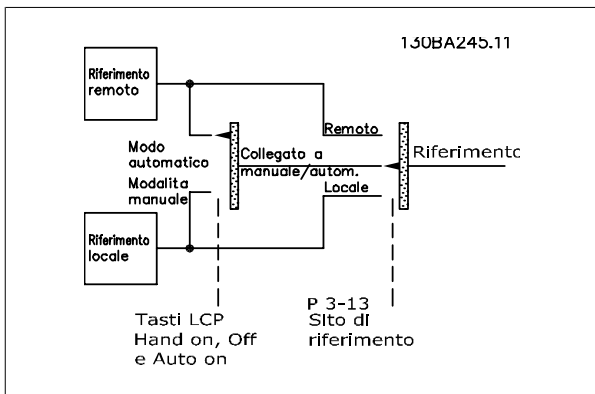 130BA245.11
Riferimento
remoto
Remoto
Modo
automatico
Collegato a
manuale/autom.
Riferimento
Modalita
manuale
Locale
Riferimento
locale
Tasti LCP
Hand on, Off
e Auto on
P 3-13
Sito di
riferimento